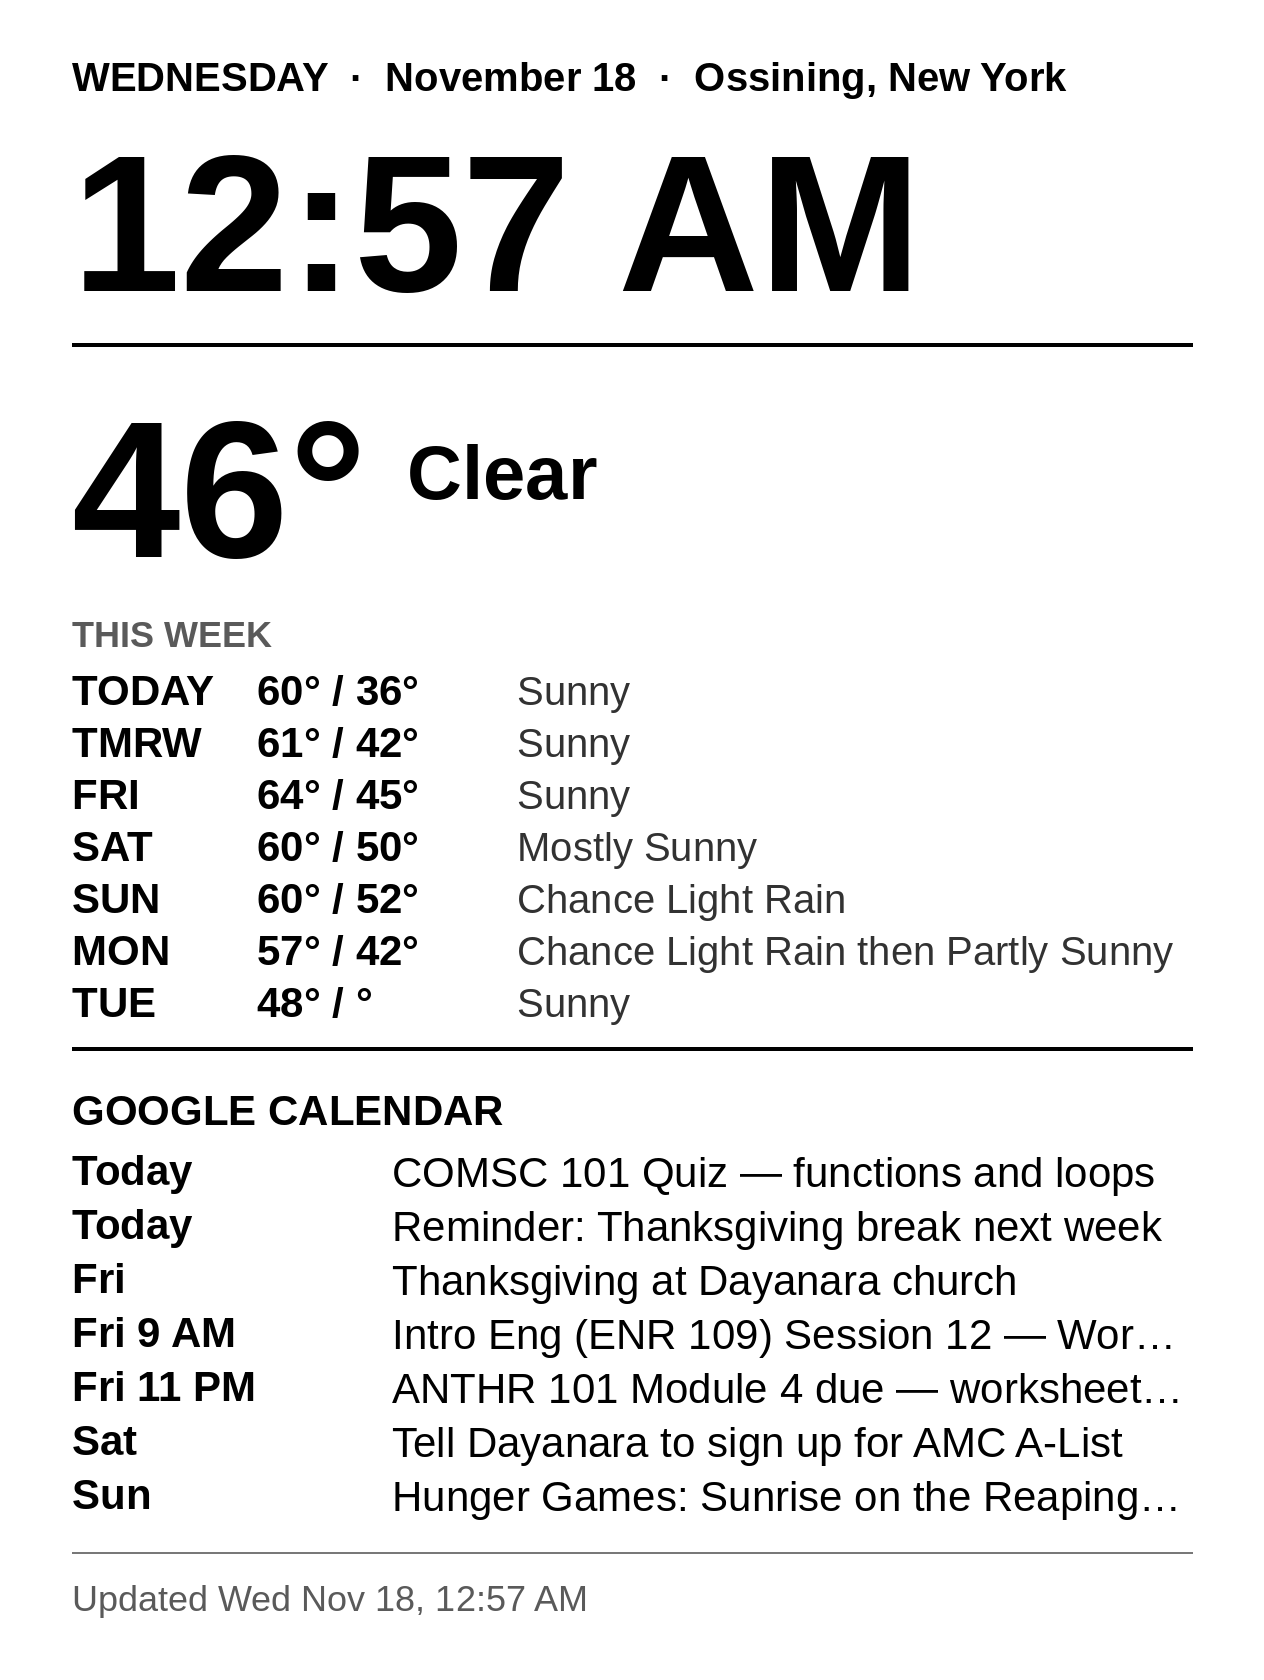 WEDNESDAY · November 18 · Ossining, New York
12:57 AM
46° Clear
THIS WEEK
TODAY 60° / 36° Sunny
TMRW 61° / 42° Sunny
FRI 64° / 45° Sunny
SAT 60° / 50° Mostly Sunny
SUN 60° / 52° Chance Light Rain
MON 57° / 42° Chance Light Rain then Partly Sunny
TUE 48° / ° Sunny
GOOGLE CALENDAR
Today COMSC 101 Quiz — functions and loops
Today Reminder: Thanksgiving break next week
Fri Thanksgiving at Dayanara church
Fri 9 AM Intro Eng (ENR 109) Session 12 — Wor…
Fri 11 PM ANTHR 101 Module 4 due — worksheet…
Sat Tell Dayanara to sign up for AMC A-List
Sun Hunger Games: Sunrise on the Reaping…
Updated Wed Nov 18, 12:57 AM